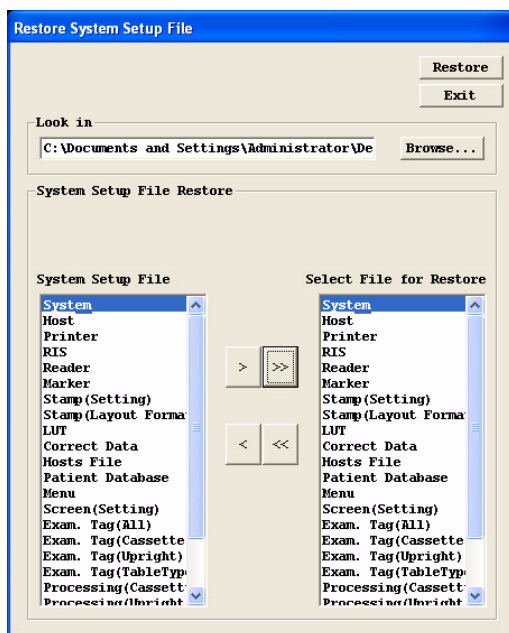 Restore System Setup File
Restore
Exit
Look in
C:\Documents and Settings\Administrator\De
Browse...
System Setup File Restore
System Setup File
Select File for Restore
System
Host
Printer
RIS
Reader
Marker
Stamp(Setting)
Stamp(Layout Forma
LUT
Correct Data
Hosts File
Patient Database
Menu
Screen(Setting)
Exam. Tag(All)
Exam. Tag(Cassette
Exam. Tag(Upright)
Exam. Tag(TableTyp
Processing(Cassett
Processing(Upright
>
>>
<
<<
System
Host
Printer
RIS
Reader
Marker
Stamp(Setting)
Stamp(Layout Forma
LUT
Correct Data
Hosts File
Patient Database
Menu
Screen(Setting)
Exam. Tag(All)
Exam. Tag(Cassette
Exam. Tag(Upright)
Exam. Tag(TableTyp
Processing(Cassett
Processing(Upright